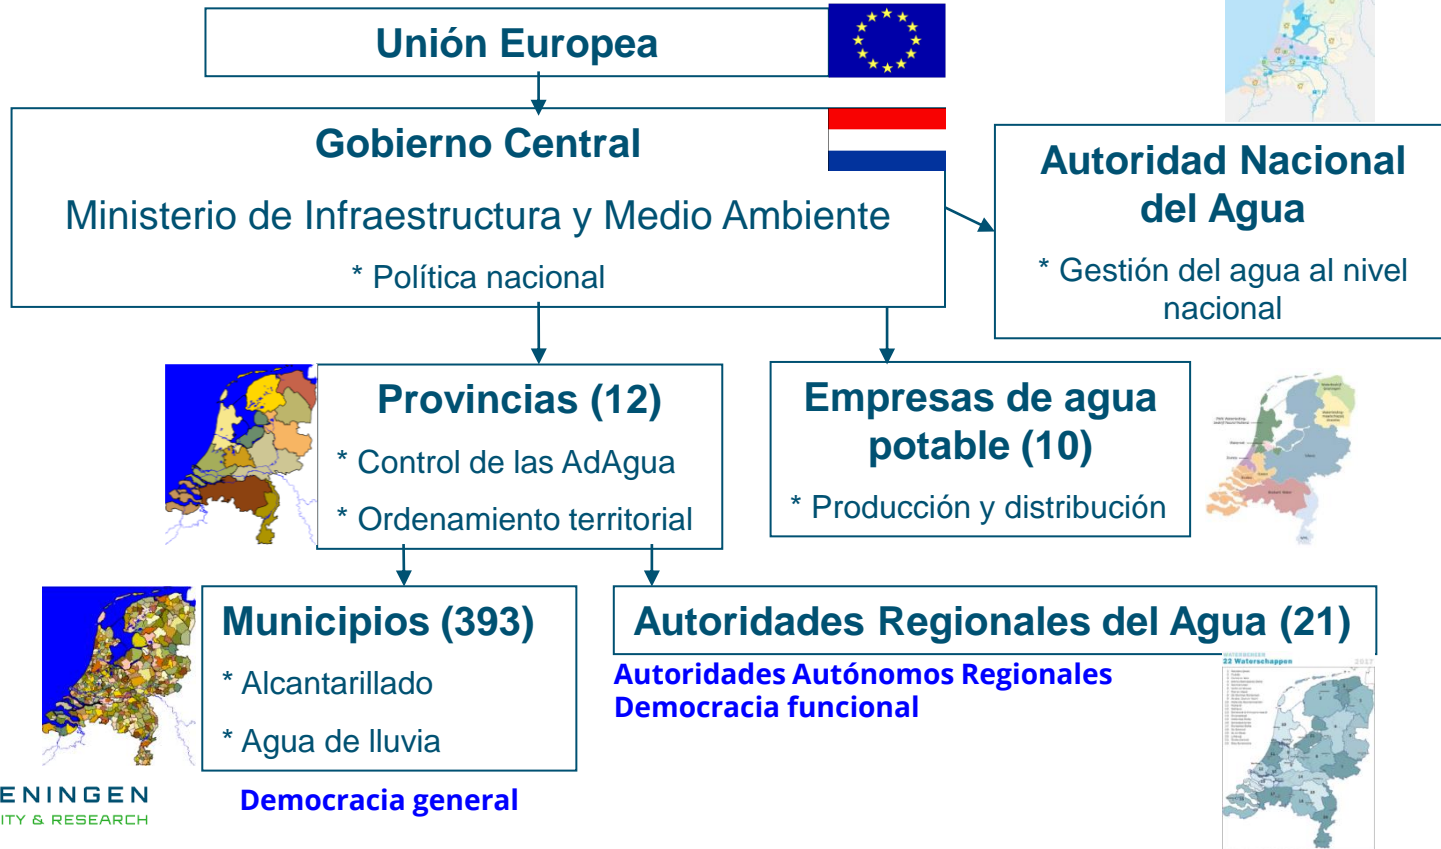 Unión Europea
Gobierno Central
Ministerio de Infraestructura y Medio Ambiente
* Política nacional
Autoridad Nacional
del Agua
* Gestión del agua al nivel
nacional
Provincias (12)
* Control de las AdAgua
* Ordenamiento territorial
Empresas de agua
potable (10)
* Producción y distribución
Municipios (393)
* Alcantarillado
* Agua de lluvia
Democracia general
Autoridades Regionales del Agua (21)
Autoridades Autónomos Regionales
Democracia funcional
22 Waterschappen
2017
ENINGEN
ITY & RESEARCH